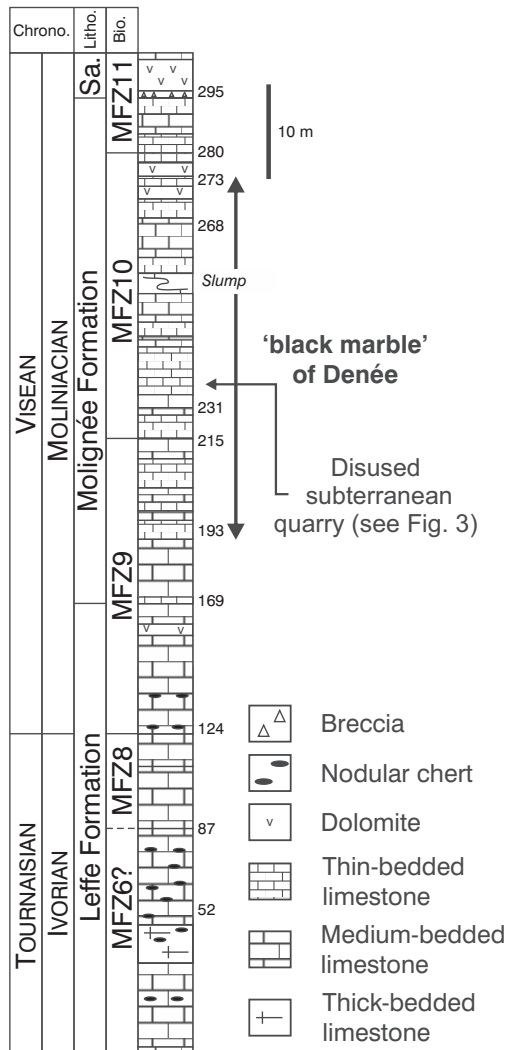 Chrono.
Litho.
Bio.
VISEAN
TOURNAISIAN
MOLINIACIAN
IVORIAN
Sa.
Molignée Formation
Leffe Formation
MFZ11
MFZ10
MFZ9
MFZ8
MFZ6?
295
280
273
268
Slump
231
215
193
169
124
87
52
10 m
‘black marble’
of Denée
Disused
subterranean
quarry (see Fig. 3)
Breccia
Nodular chert
v
Dolomite
Thin-bedded
limestone
Medium-bedded
limestone
Thick-bedded
limestone